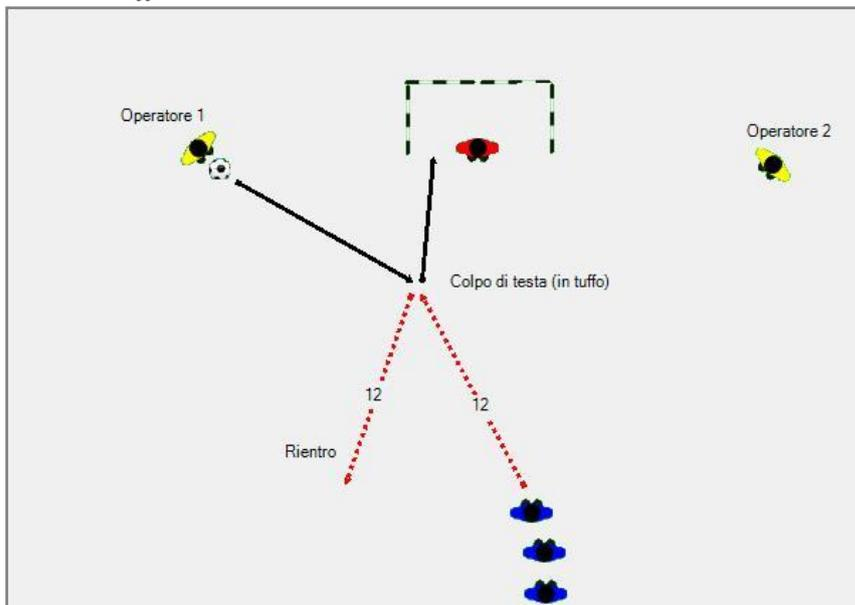 Operatore 1
Operatore 2
Colpo di testa (in tuffo)
12
12
Rientro